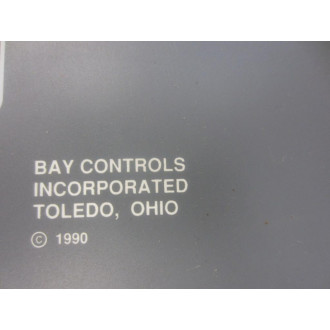 BAY CONTROLS
INCORPORATED
TOLEDO, OHIO
© 1990